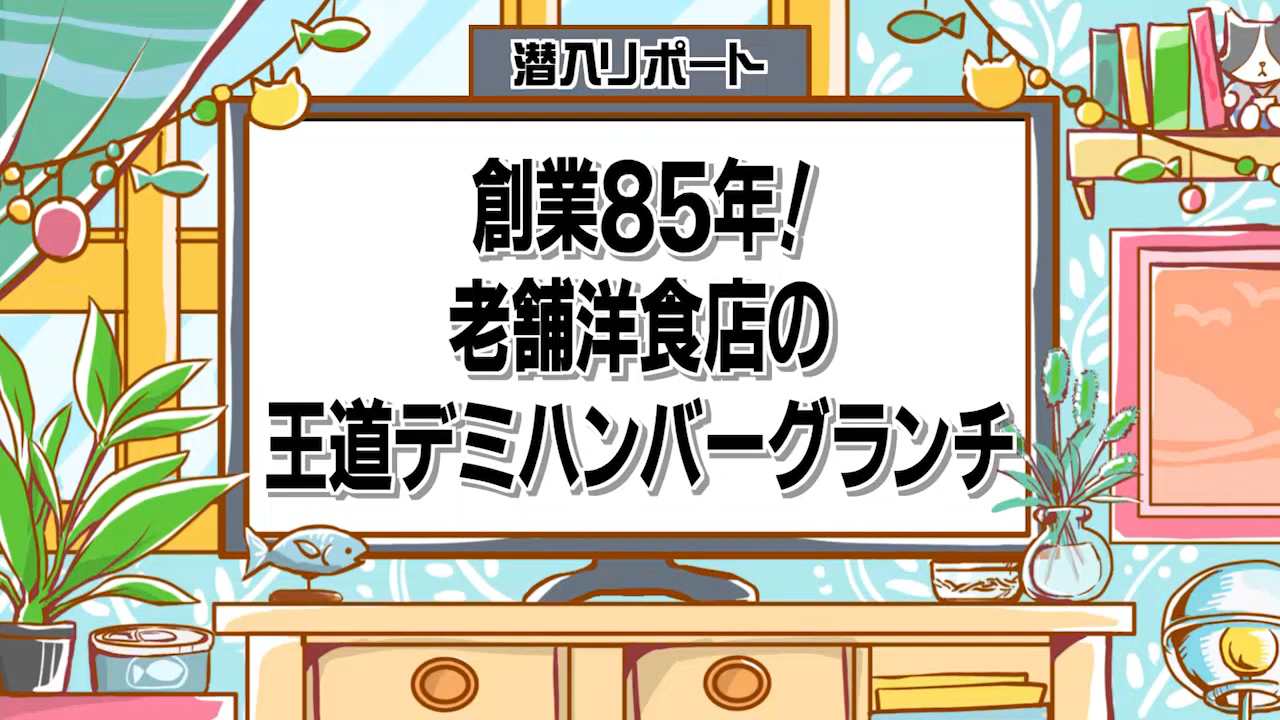 潜入リポート
創業85年!
老舗洋食店の
王道デミハンバーグランチ